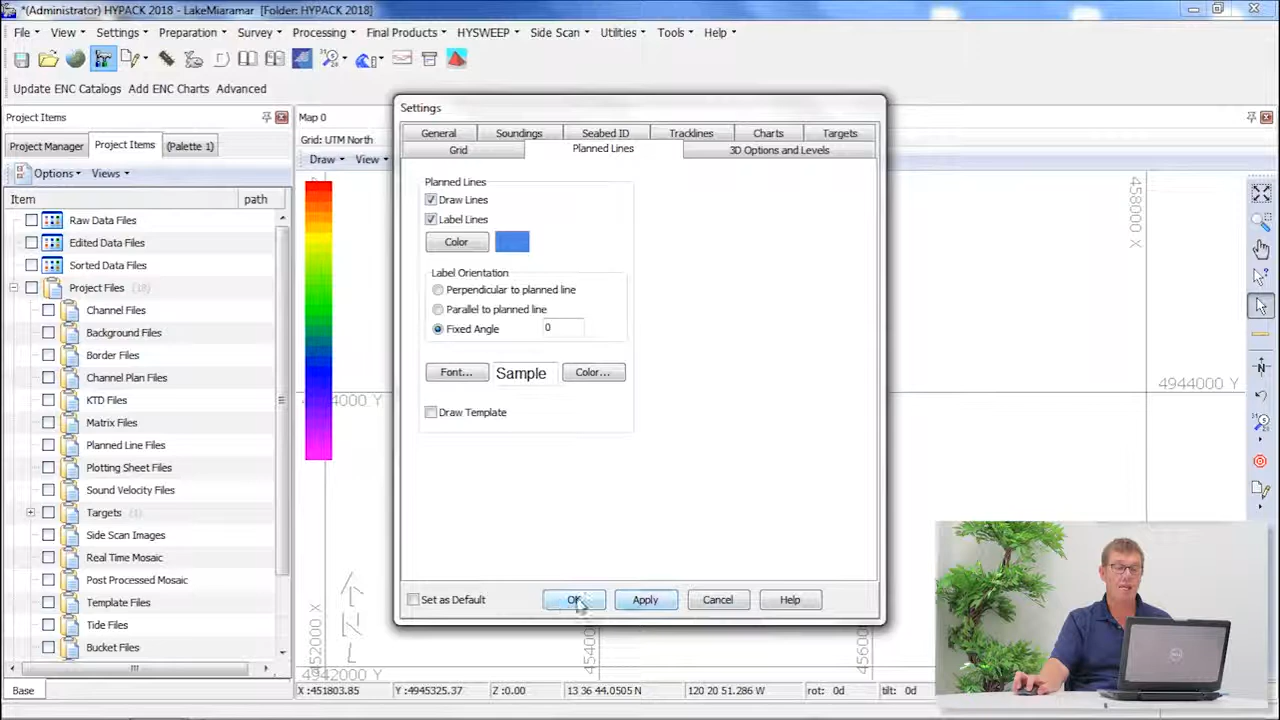 *(Administrator) HYPACK 2018 - LakeMiaramar [Folder: HYPACK 2018]
File View Settings Preparation Survey Processing Final Products HYSWEEP Side Scan Utilities Tools Help
Update ENC Catalogs Add ENC Charts Advanced
Project Items
Project Manager Project Items (Palette 1)
Options Views
Item path
Raw Data Files
Edited Data Files
Sorted Data Files
Project Files (18)
Channel Files
Background Files
Border Files
Channel Plan Files
KTD Files
Matrix Files
Planned Line Files
Plotting Sheet Files
Sound Velocity Files
Targets (1)
Side Scan Images
Real Time Mosaic
Post Processed Mosaic
Template Files
Tide Files
Bucket Files
Base
Map 0
Grid: UTM North
Draw View
Settings
General Soundings Seabed ID Tracklines Charts Targets
Grid Planned Lines 3D Options and Levels
Planned Lines
Draw Lines
Label Lines
Color
Label Orientation
Perpendicular to planned line
Parallel to planned line
Fixed Angle 0
Font... Sample Color...
Draw Template
Set as Default OK Apply Cancel Help
458000 X
4944000 Y
4000 Y
452000 X
4942000 Y
454000
X :451803.85 Y :4945325.37 Z :0.00 13 36 44.0505 N 120 20 51.286 W rot: 0d tilt: 0d
DELL